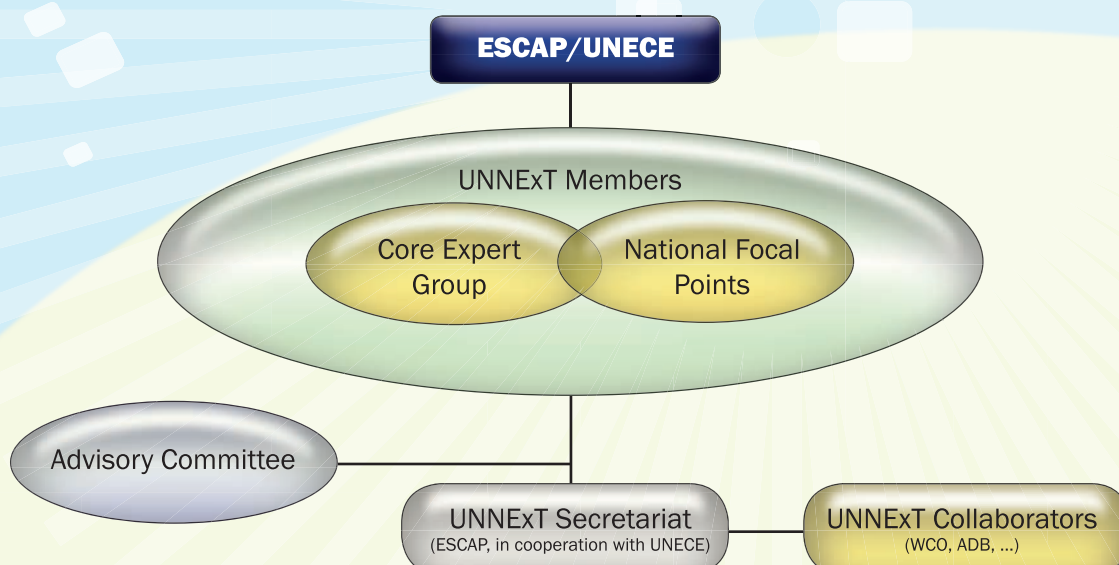 ESCAP/UNECE
UNNExT Members
Core Expert
Group
National Focal
Points
Advisory Committee
UNNExT Secretariat
(ESCAP, in cooperation with UNECE)
UNNExT Collaborators
(WCO, ADB, ...)